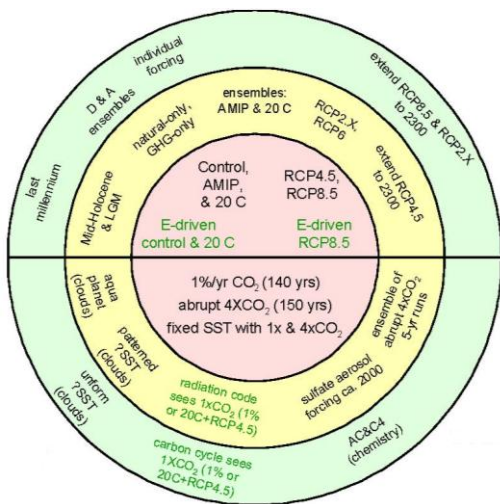 individual
forcing
D & A
ensembles
last
millennium
extend RCP8.5 & RCP2.X
to 2300
natural-only,
GHG-only
ensembles:
AMIP & 20 C
RCP2.X,
RCP6
extend RCP4.5
to 2300
Mid-Holocene
& LGM
Control,
AMIP,
& 20 C
RCP4.5,
RCP8.5
E-driven
control & 20 C
E-driven
RCP8.5
1%/yr CO₂ (140 yrs)
abrupt 4XCO₂ (150 yrs)
fixed SST with 1x & 4xCO₂
aqua
planet
(clouds)
patterned
?SST
(clouds)
unform
?SST
(clouds)
radiation code
sees 1xCO₂ (1%
or 20C+RCP4.5)
carbon cycle sees
1XCO₂ (1% or
20C+RCP4.5)
sulfate aerosol
forcing ca. 2000
ensemble of
abrupt 4xCO₂
5-yr runs
AC&C4
(chemistry)